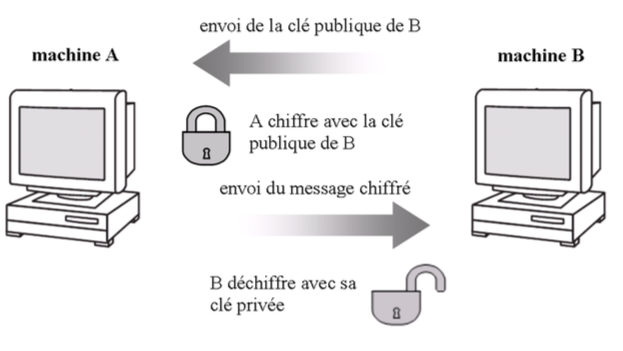 envoi de la clé publique de B
machine A
machine B
A chiffre avec la clé
publique de B
envoi du message chiffré
B déchiffre avec sa
clé privée